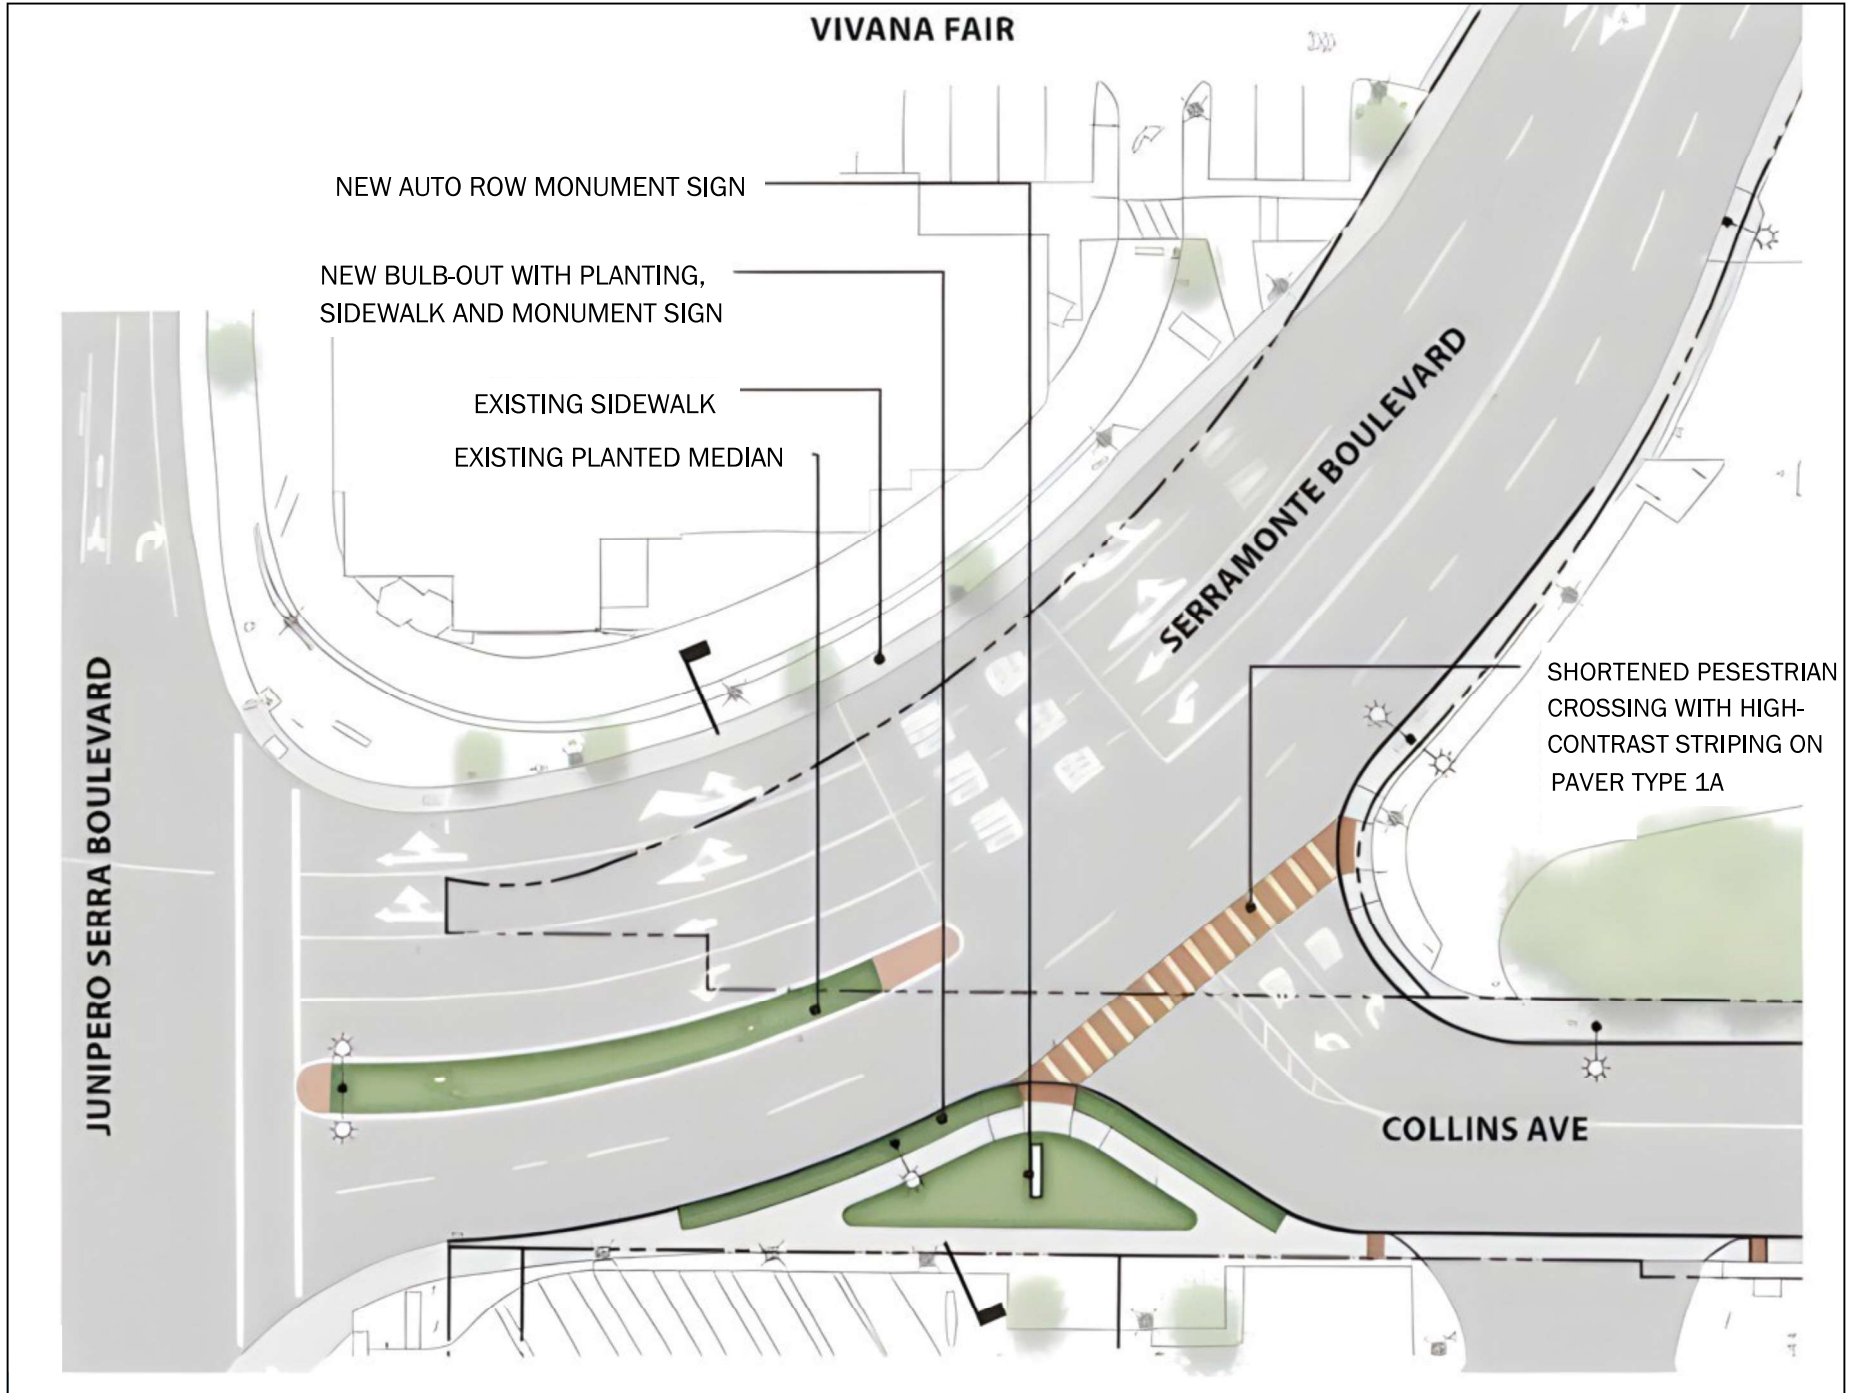 VIVANA FAIR
NEW AUTO ROW MONUMENT SIGN
NEW BULB-OUT WITH PLANTING,
SIDEWALK AND MONUMENT SIGN
EXISTING SIDEWALK
EXISTING PLANTED MEDIAN
SERRAMONTE BOULEVARD
JUNIPERO SERRA BOULEVARD
SHORTENED PESESTRIAN
CROSSING WITH HIGH-
CONTRAST STRIPING ON
PAVER TYPE 1A
COLLINS AVE